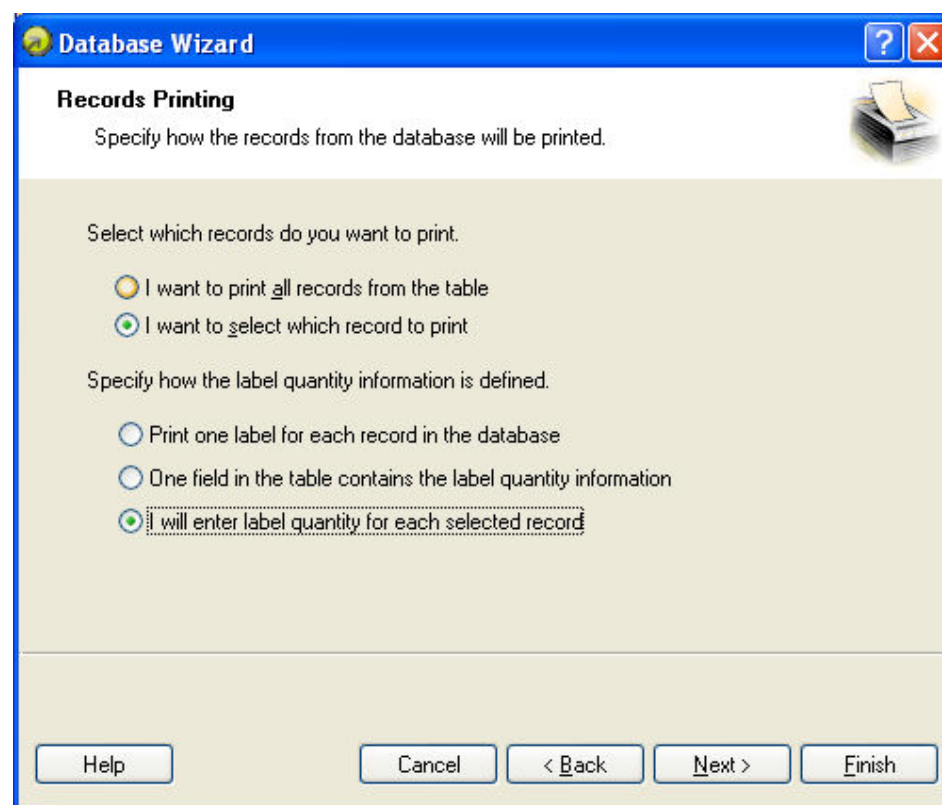 Database Wizard
Records Printing
Specify how the records from the database will be printed.
Select which records do you want to print.
I want to print all records from the table
I want to select which record to print
Specify how the label quantity information is defined.
Print one label for each record in the database
One field in the table contains the label quantity information
I will enter label quantity for each selected record
Help Cancel < Back Next > Finish